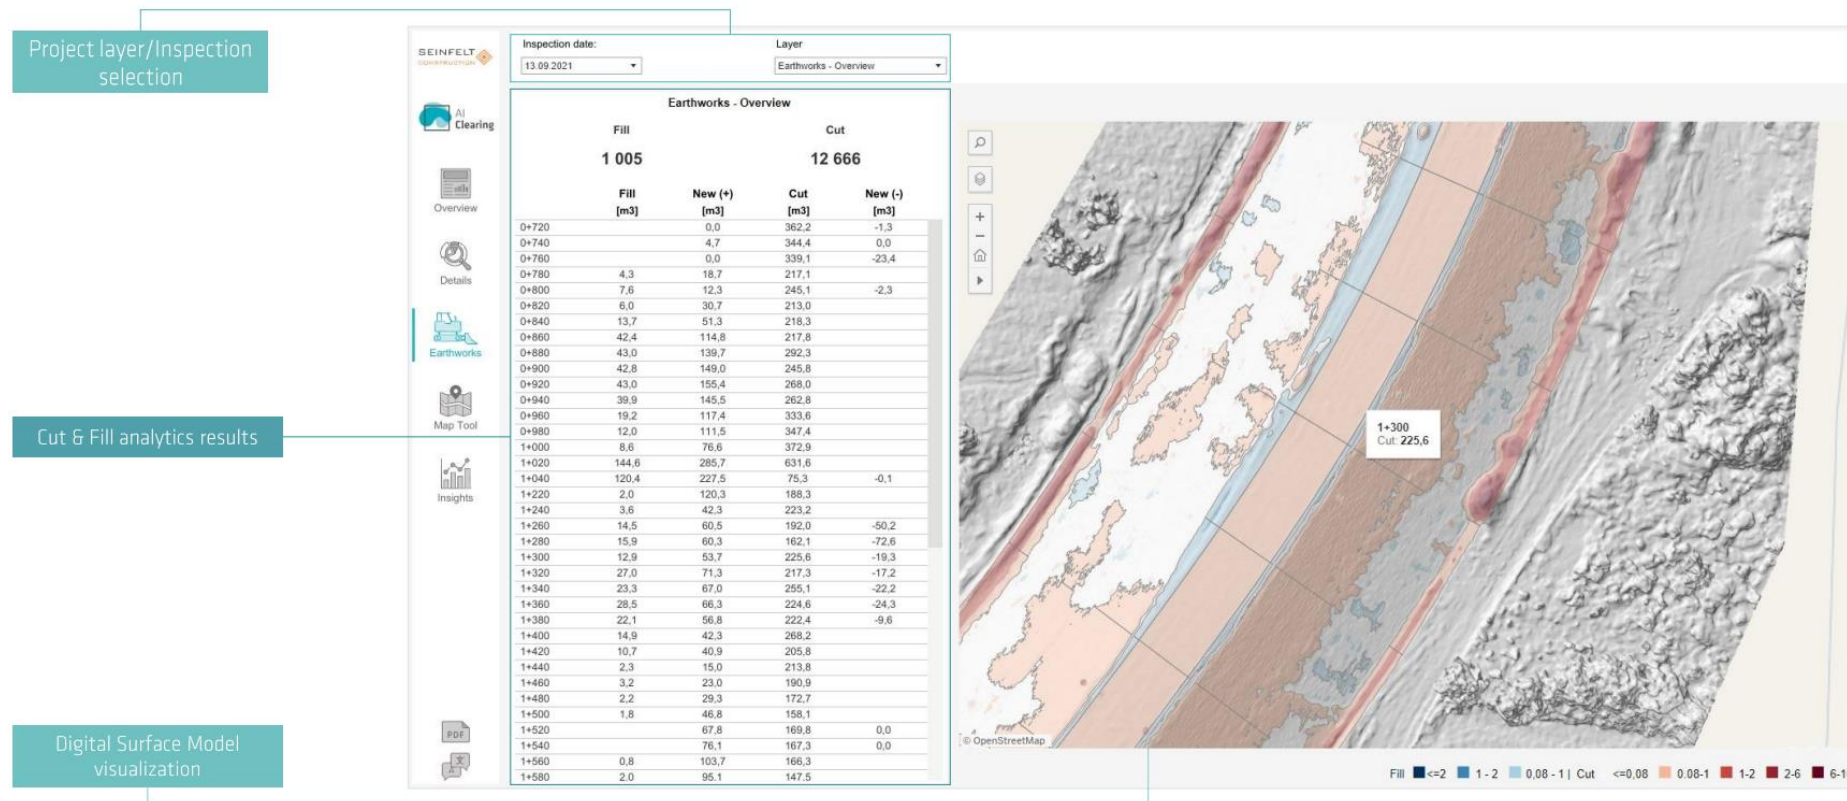 Project layer/Inspection
selection
SEINFELT
CONSTRUCTION
Inspection date:
Layer
13.09.2021
Earthworks - Overview
AI
Clearing
Overview
Details
Earthworks
Map Tool
Insights
PDF
Cut & Fill analytics results
Digital Surface Model
visualization
Earthworks - Overview
Fill Cut
1 005 12 666
Fill New (+) Cut New (-)
[m3] [m3] [m3] [m3]
0+720 0,0 362,2 -1,3
0+740 4,7 344,4 0,0
0+760 0,0 339,1 -23,4
0+780 4,3 18,7 217,1
0+800 7,6 12,3 245,1 -2,3
0+820 6,0 30,7 213,0
0+840 13,7 51,3 218,3
0+860 42,4 114,8 217,8
0+880 43,0 139,7 292,3
0+900 42,8 149,0 245,8
0+920 43,0 155,4 268,0
0+940 39,9 145,5 262,8
0+960 19,2 117,4 333,6
0+980 12,0 111,5 347,4
1+000 8,6 76,6 372,9
1+020 144,6 285,7 631,6
1+040 120,4 227,5 75,3 -0,1
1+220 2,0 120,3 188,3
1+240 3,6 42,3 223,2
1+260 14,5 60,5 192,0 -50,2
1+280 15,9 60,3 162,1 -72,6
1+300 12,9 53,7 225,6 -19,3
1+320 27,0 71,3 217,3 -17,2
1+340 23,3 67,0 255,1 -22,2
1+360 28,5 66,3 224,6 -24,3
1+380 22,1 56,8 222,4 -9,6
1+400 14,9 42,3 268,2
1+420 10,7 40,9 205,8
1+440 2,3 15,0 213,8
1+460 3,2 23,0 190,9
1+480 2,2 29,3 172,7
1+500 1,8 46,8 158,1
1+520 67,8 169,8 0,0
1+540 76,1 167,3 0,0
1+560 0,8 103,7 166,3
1+580 2,0 95,1 147,5
1+300
Cut: 225,6
© OpenStreetMap
Fill <=2 1 - 2 0,08 - 1 | Cut <=0,08 0.08-1 1-2 2-6 6-1